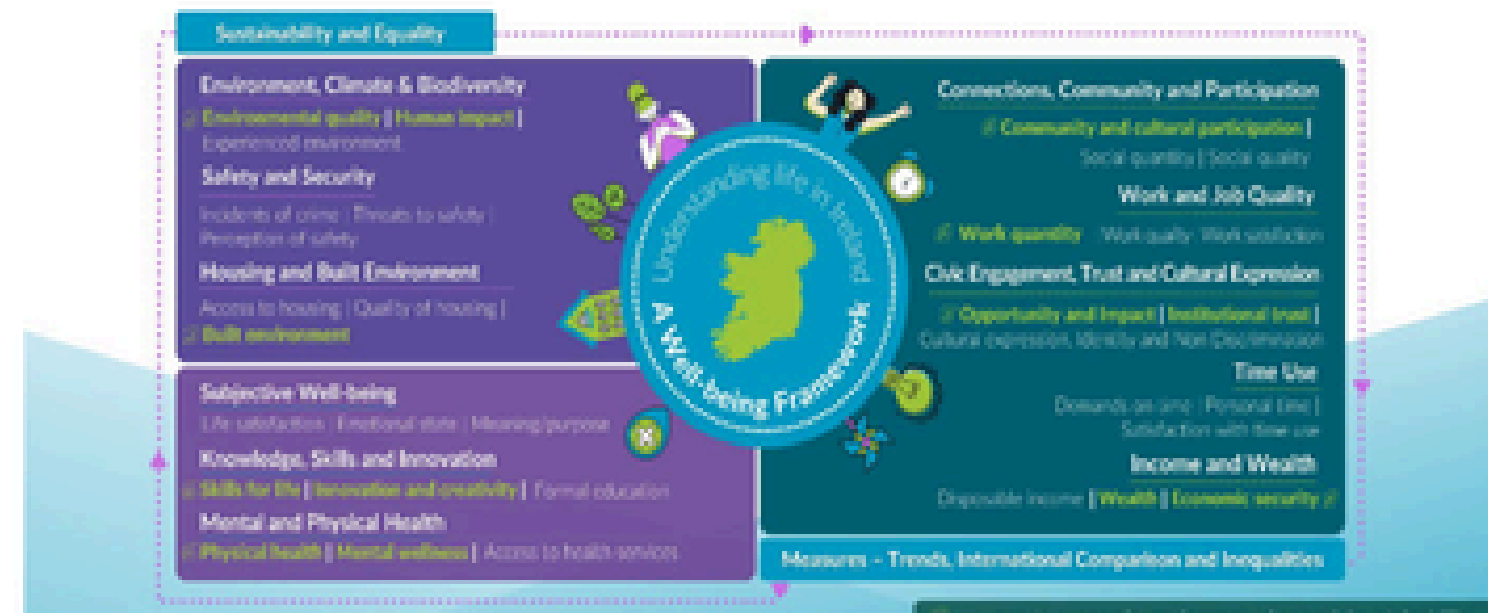 Sustainability and Equality
Environment, Climate & Biodiversity
Environmental quality | Human impact |
Experienced environment
Safety and Security
Incidents of crime | Threats to safety |
Perception of safety
Housing and Built Environment
Access to housing | Quality of housing |
Built environment
Subjective Well-being
Life satisfaction | Emotional state | Meaning/purpose
Knowledge, Skills and Innovation
Skills for life | Innovation and creativity | Formal education
Mental and Physical Health
Physical health | Mental wellness | Access to health services
Understanding life in Ireland
A Well-being Framework
Connections, Community and Participation
Community and cultural participation |
Social quantity | Social quality
Work and Job Quality
Work quantity | Work quality | Work satisfaction
Civic Engagement, Trust and Cultural Expression
Opportunity and Impact | Institutional trust |
Cultural expression, Identity and Non Discrimination
Time Use
Demands on time | Personal time |
Satisfaction with time use
Income and Wealth
Disposable income | Wealth | Economic security
Measures – Trends, International Comparison and Inequalities